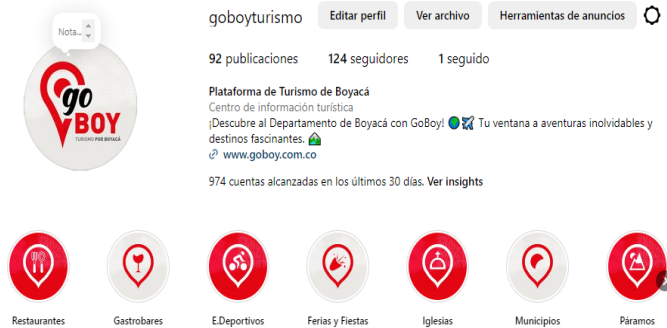 Nota...
goboyturismo
Editar perfil
Ver archivo
Herramientas de anuncios
92 publicaciones
124 seguidores
1 seguido
go
BOY
TURISMO POR BOYACÁ
Plataforma de Turismo de Boyacá
Centro de información turística
¡Descubre al Departamento de Boyacá con GoBoy! 🌎✈️ Tu ventana a aventuras inolvidables y
destinos fascinantes. 🏞️
www.goboy.com.co
974 cuentas alcanzadas en los últimos 30 días. Ver insights
Restaurantes
Gastrobares
E.Deportivos
Ferias y Fiestas
Iglesias
Municipios
Páramos